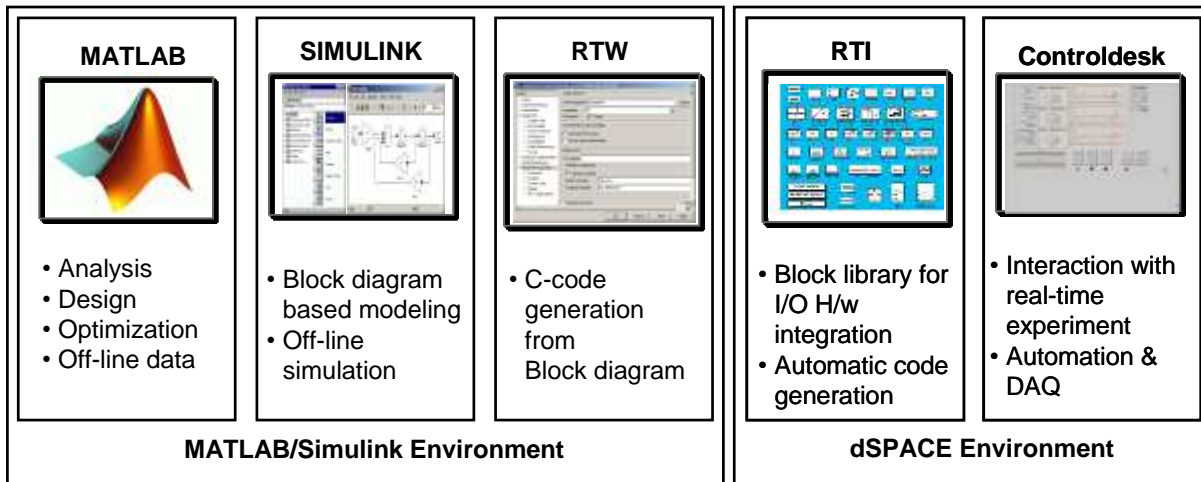 MATLAB
• Analysis
• Design
• Optimization
• Off-line data
SIMULINK
• Block diagram
based modeling
• Off-line
simulation
RTW
• C-code
generation
from
Block diagram
MATLAB/Simulink Environment
RTI
• Block library for
I/O H/w
integration
• Automatic code
generation
Controldesk
• Interaction with
real-time
experiment
• Automation &
DAQ
dSPACE Environment